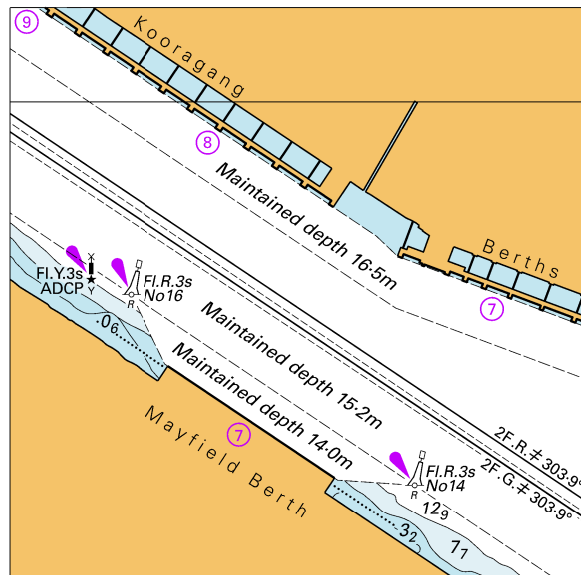 9
Kooragang
8
Maintained depth 16·5m
Berths
7
Fl.Y.3s
ADCP
Y
Fl.R.3s
No16
R
·06
Maintained depth 15·2m
Maintained depth 14·0m
7
Mayfield Berth
2F.R.‡303·9°
2F.G.‡303·9°
Fl.R.3s
No14
R
129
32
71